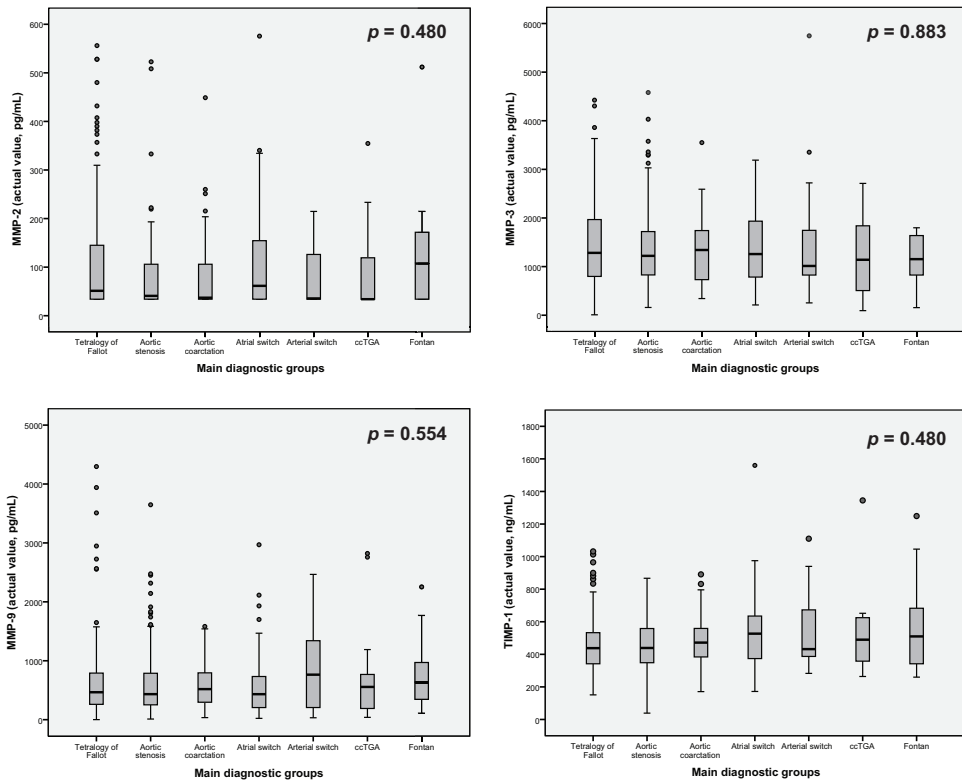 600
500
400
300
200
100
0
MMP-2 (actual value, pg/mL)
p = 0.480
Tetralogy of Fallot
Aortic stenosis
Aortic coarctation
Atrial switch
Arterial switch
ccTGA
Fontan
Main diagnostic groups
6000
5000
4000
3000
2000
1000
0
MMP-3 (actual value, pg/mL)
p = 0.883
Tetralogy of Fallot
Aortic stenosis
Aortic coarctation
Atrial switch
Arterial switch
ccTGA
Fontan
Main diagnostic groups
5000
4000
3000
2000
1000
0
MMP-9 (actual value, pg/mL)
p = 0.554
Tetralogy of Fallot
Aortic stenosis
Aortic coarctation
Atrial switch
Arterial switch
ccTGA
Fontan
Main diagnostic groups
1800
1600
1400
1200
1000
800
600
400
200
0
TIMP-1 (actual value, ng/mL)
p = 0.480
Tetralogy of Fallot
Aortic stenosis
Aortic coarctation
Atrial switch
Arterial switch
ccTGA
Fontan
Main diagnostic groups